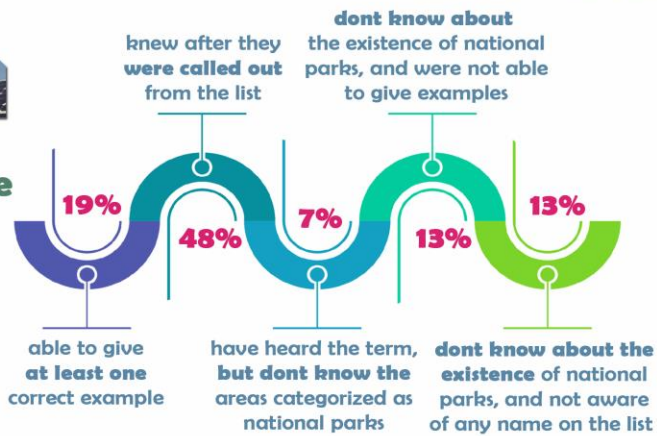 knew after they
were called out
from the list
dont know about
the existence of national
parks, and were not able
to give examples
e
19%
48%
7%
13%
13%
able to give
at least one
correct example
have heard the term,
but dont know the
areas categorized as
national parks
dont know about the
existence of national
parks, and not aware
of any name on the list